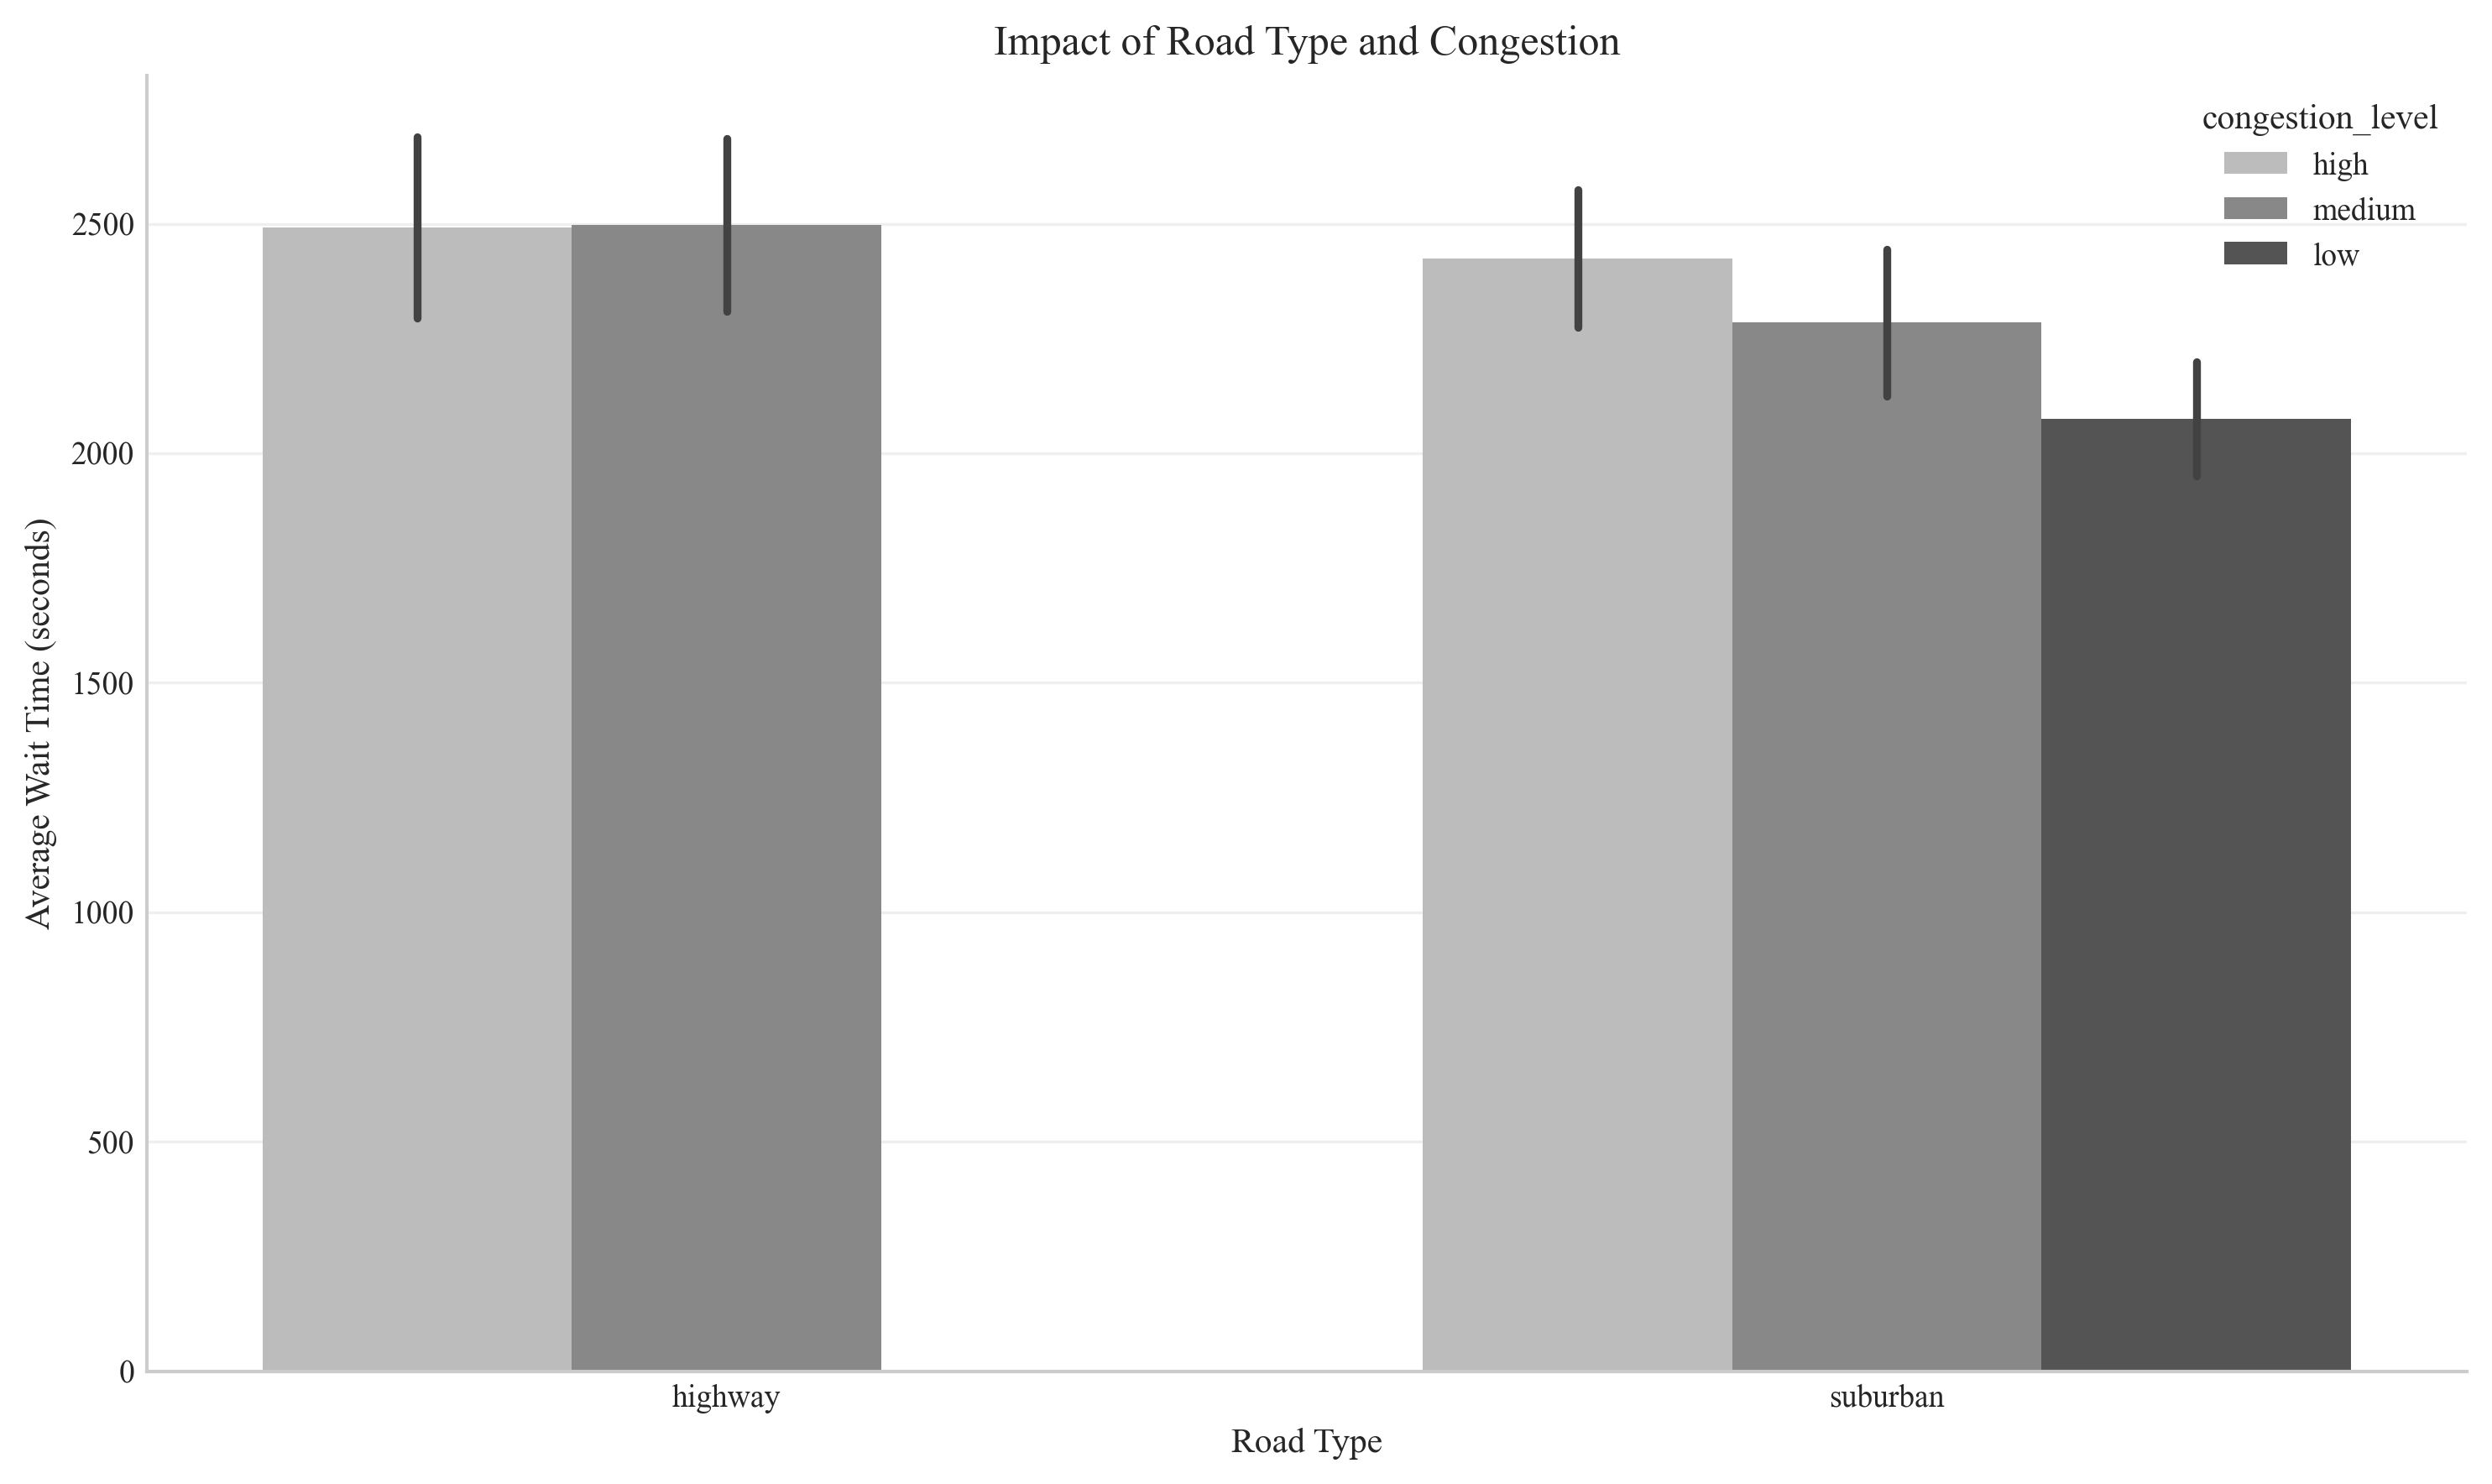 Impact of Road Type and Congestion
congestion_level
high
medium
low
Average Wait Time (seconds)
2500
2000
1500
1000
500
0
highway
suburban
Road Type